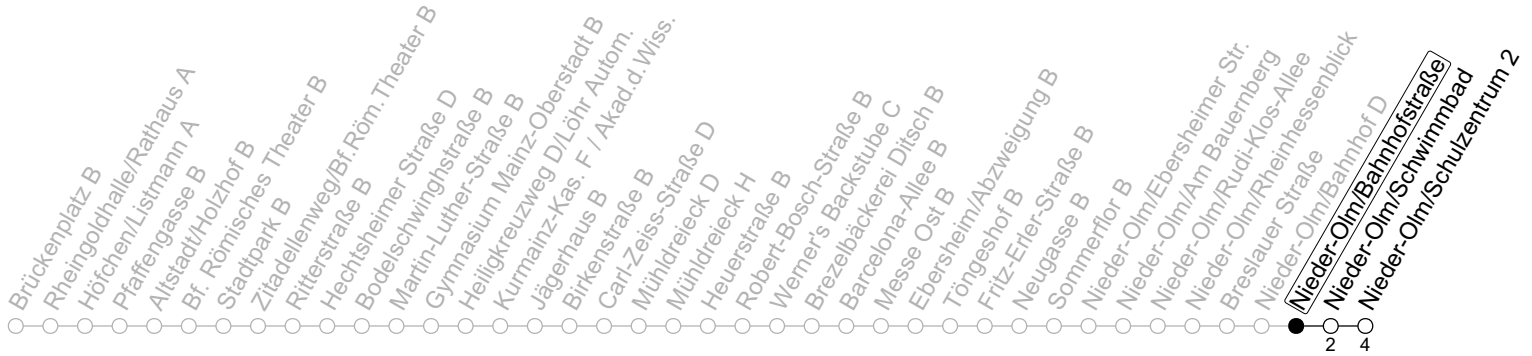 Brückenplatz B
Rheingoldhalle/Rathaus A
Höfchen/Listmann A
Pfaffengasse B
Altstadt/Holzhof B
Bf. Römisches Theater B
Stadtpark B
Zitadellenweg/Bf.Röm.Theater B
Ritterstraße B
Hechtsheimer Straße D
Bodelschwinghstraße B
Martin-Luther-Straße B
Gymnasium Mainz-Oberstadt B
Heiligkreuzweg D/Löhr Autom.
Kurmainz-Kas. F / Akad.d.Wiss.
Jägerhaus B
Birkenstraße B
Carl-Zeiss-Straße D
Mühldreieck D
Mühldreieck H
Heuerstraße B
Robert-Bosch-Straße B
Werner's Backstube C
Brezelbäckerei Ditsch B
Barcelona-Allee B
Messe Ost B
Ebersheim/Abzweigung B
Töngeshof B
Fritz-Erler-Straße B
Neugasse B
Sommerflor B
Nieder-Olm/Ebersheimer Str.
Nieder-Olm/Am Bauernberg
Nieder-Olm/Rudi-Klos-Allee
Nieder-Olm/Rheinhessenblick
Breslauer Straße
Nieder-Olm/Bahnhof D
Nieder-Olm/Bahnhofstraße
Nieder-Olm/Schwimmbad
Nieder-Olm/Schulzentrum 2
2 4